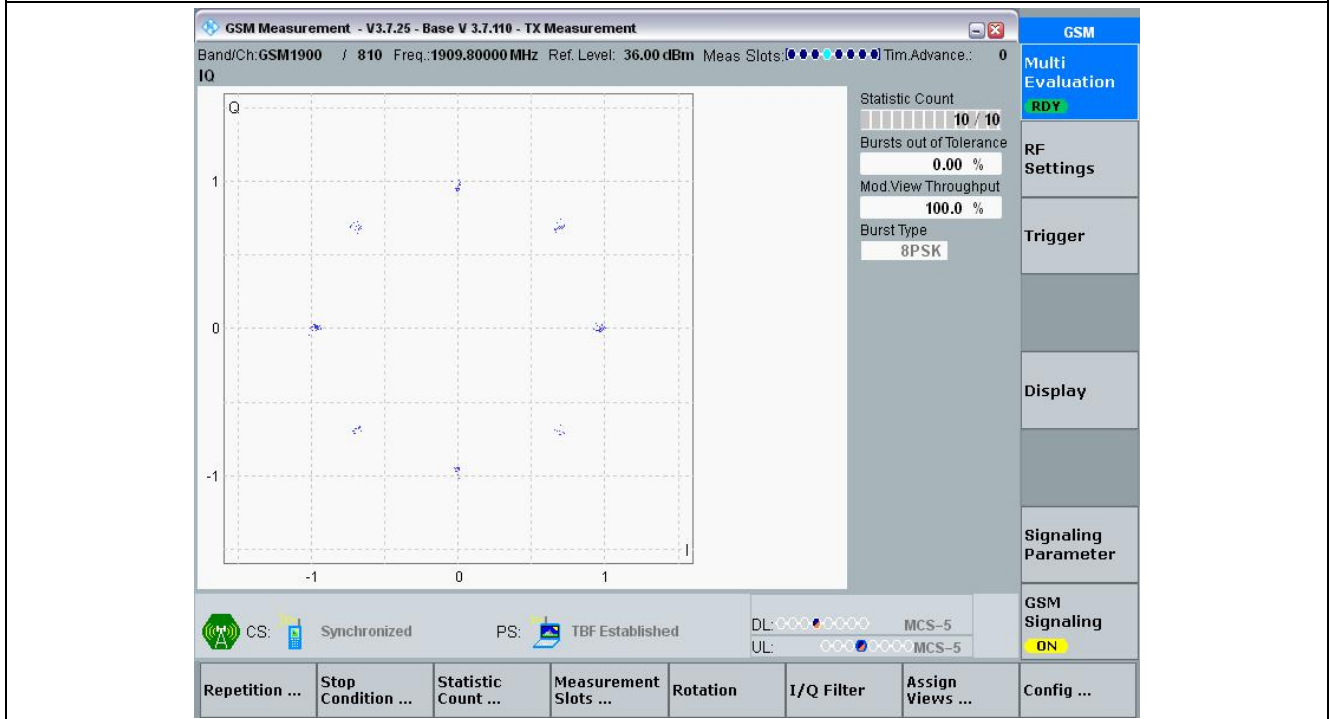 GSM Measurement - V3.7.25 - Base V 3.7.110 - TX Measurement
GSM
Band/Ch:GSM1900 / 810 Freq.:1909.80000 MHz Ref. Level: 36.00 dBm Meas Slots: Tim.Advance.: 0
IQ
Multi
Evaluation
RDY
Q
Statistic Count
10 / 10
Bursts out of Tolerance
0.00 %
Mod.View Throughput
100.0 %
Burst Type
8PSK
1
0
-1
I
-1 0 1
RF
Settings
Trigger
Display
Signaling
Parameter
GSM
Signaling
ON
CS: Synchronized PS: TBF Establishe d
DL: MCS-5
UL: MCS-5
Repetition ...
Stop
Condition ...
Statistic
Count ...
Measurement
Slots ...
Rotation
I/Q Filter
Assign
Views ...
Config ...